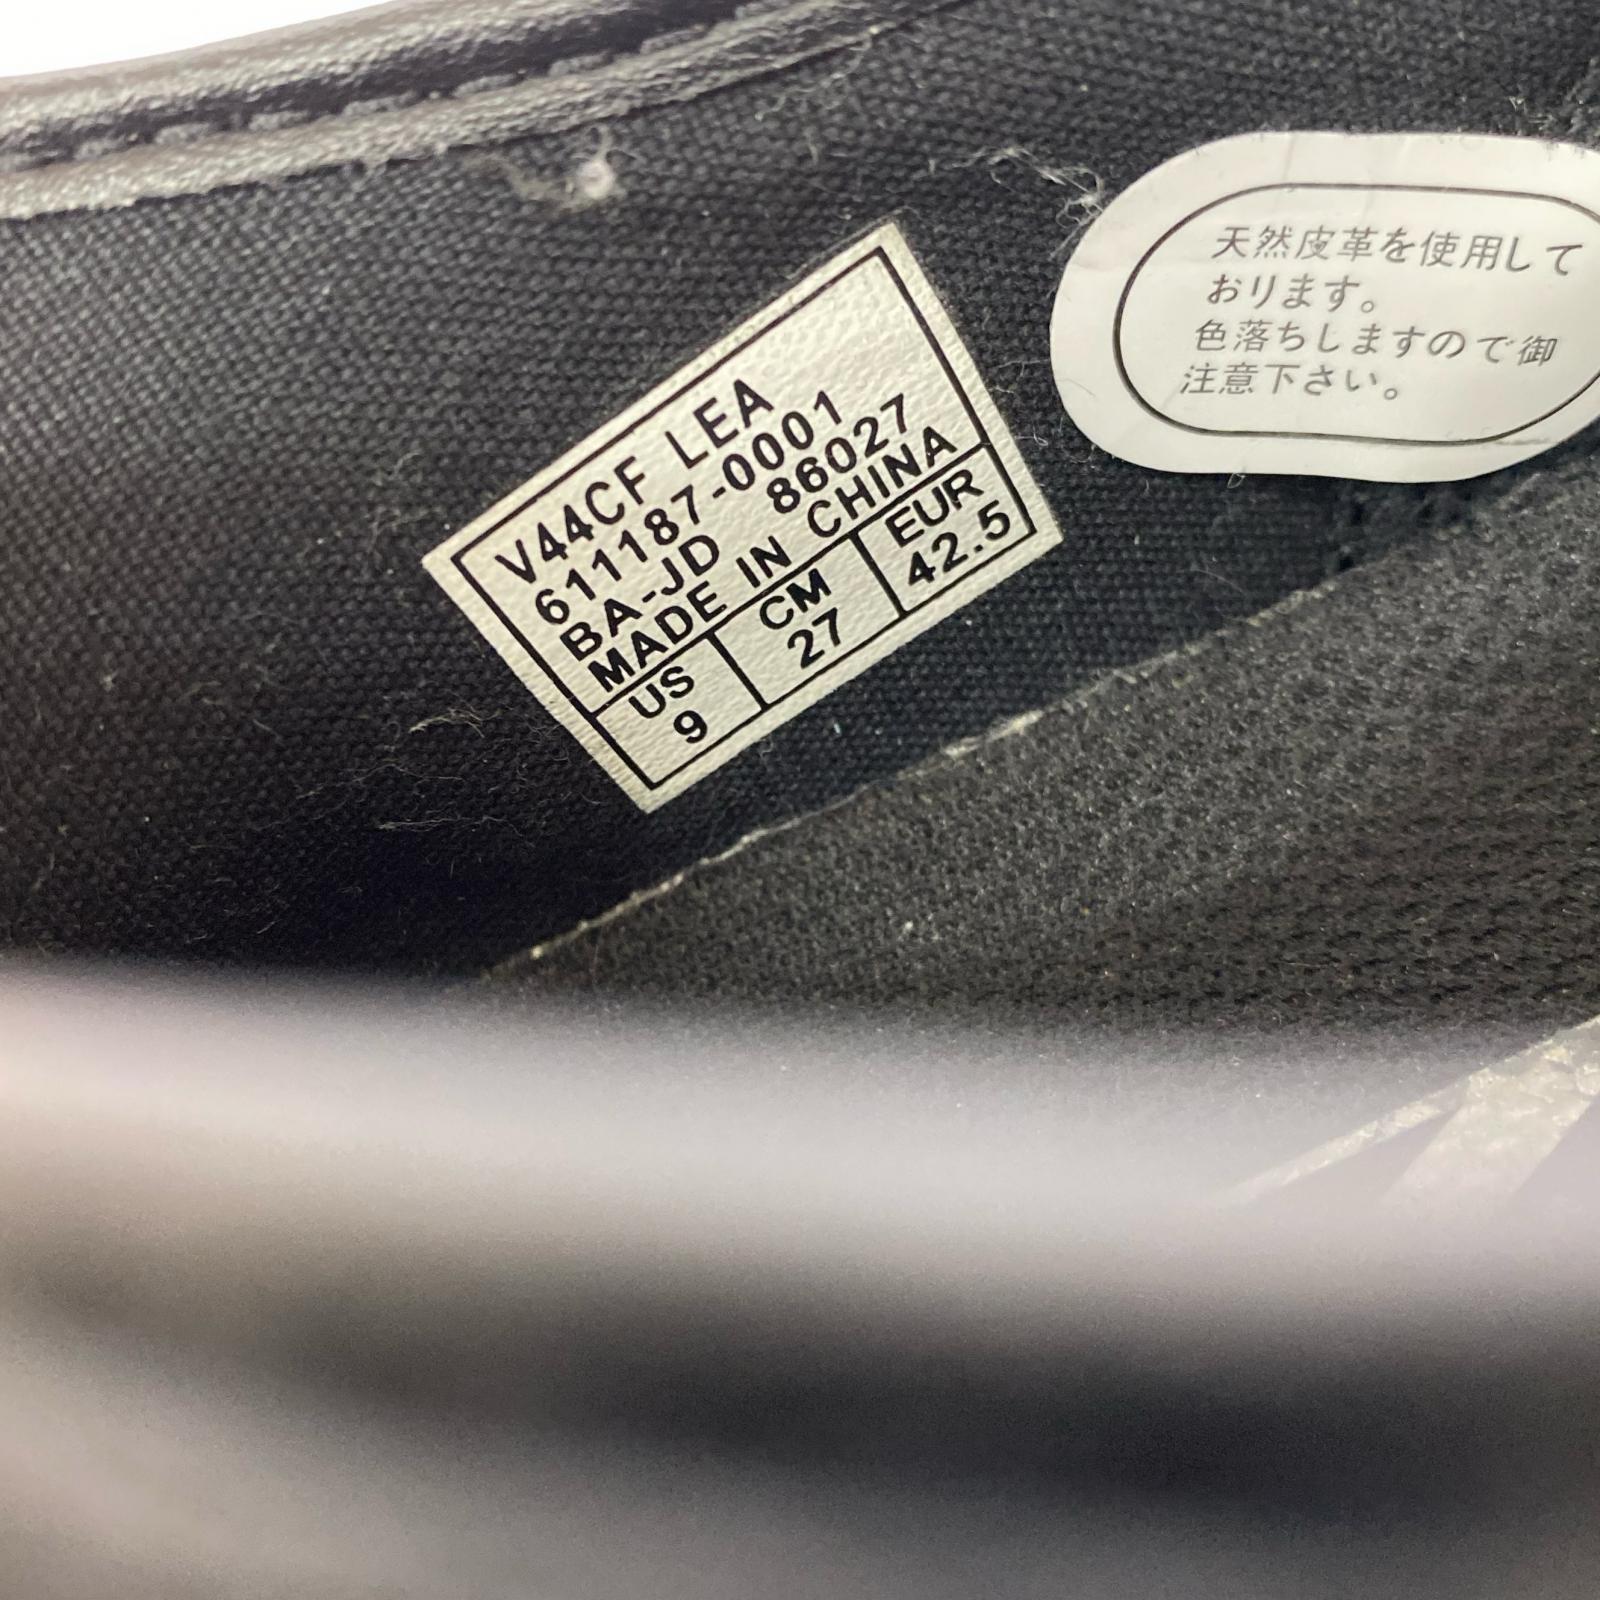 V44CF LEA
611187-0001
BA-JD 86027
MADE IN CHINA
US CM EUR
9 27 42.5
天然皮革を使用して
おります。
色落ちしますので御
注意下さい。